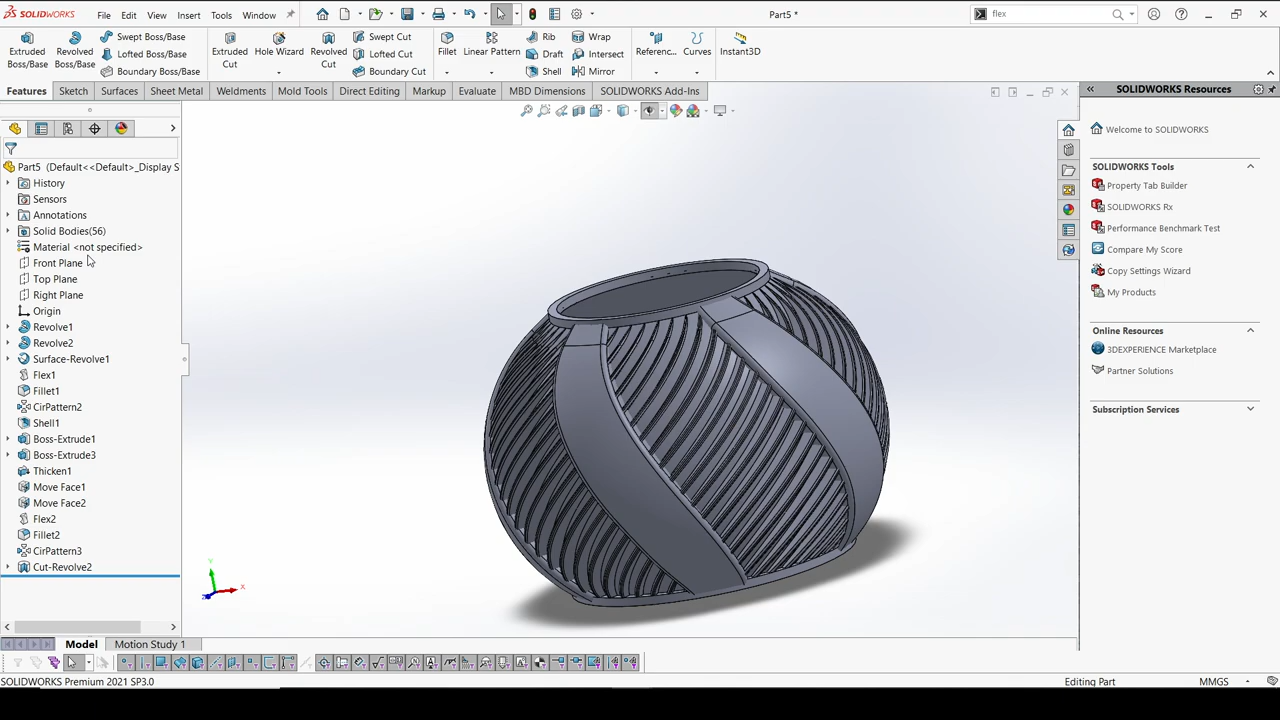 SOLIDWORKS
File Edit View Insert Tools Window
Part5 *
flex
Extruded Boss/Base
Revolved Boss/Base
Swept Boss/Base
Lofted Boss/Base
Boundary Boss/Base
Extruded Cut
Hole Wizard
Revolved Cut
Swept Cut
Lofted Cut
Boundary Cut
Fillet
Linear Pattern
Rib
Draft
Shell
Wrap
Intersect
Mirror
Referenc...
Curves
Instant3D
Features Sketch Surfaces Sheet Metal Weldments Mold Tools Direct Editing Markup Evaluate MBD Dimensions SOLIDWORKS Add-Ins
Part5 (Default<<Default>_Display S
History
Sensors
Annotations
Solid Bodies(56)
Material <not specified>
Front Plane
Top Plane
Right Plane
Origin
Revolve1
Revolve2
Surface-Revolve1
Flex1
Fillet1
CirPattern2
Shell1
Boss-Extrude1
Boss-Extrude3
Thicken1
Move Face1
Move Face2
Flex2
Fillet2
CirPattern3
Cut-Revolve2
Y
X
Z
SOLIDWORKS Resources
Welcome to SOLIDWORKS
SOLIDWORKS Tools
Property Tab Builder
SOLIDWORKS Rx
Performance Benchmark Test
Compare My Score
Copy Settings Wizard
My Products
Online Resources
3DEXPERIENCE Marketplace
Partner Solutions
Subscription Services
Model Motion Study 1
SOLIDWORKS Premium 2021 SP3.0
Editing Part
MMGS